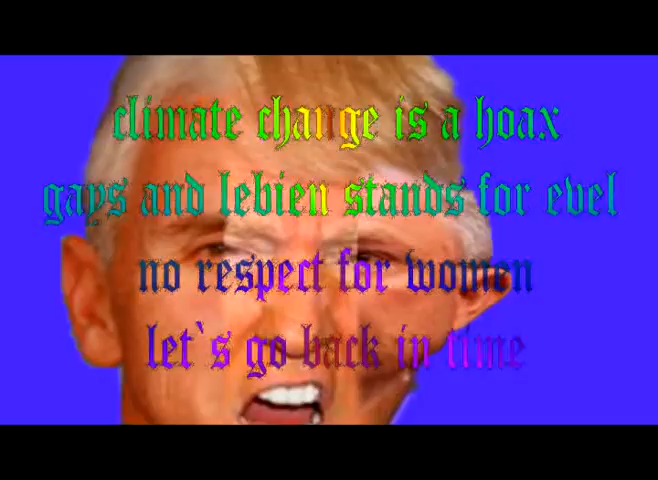 climate change is a hoax
gays and lebien stands for evel
no respect for women
let`s go back in time